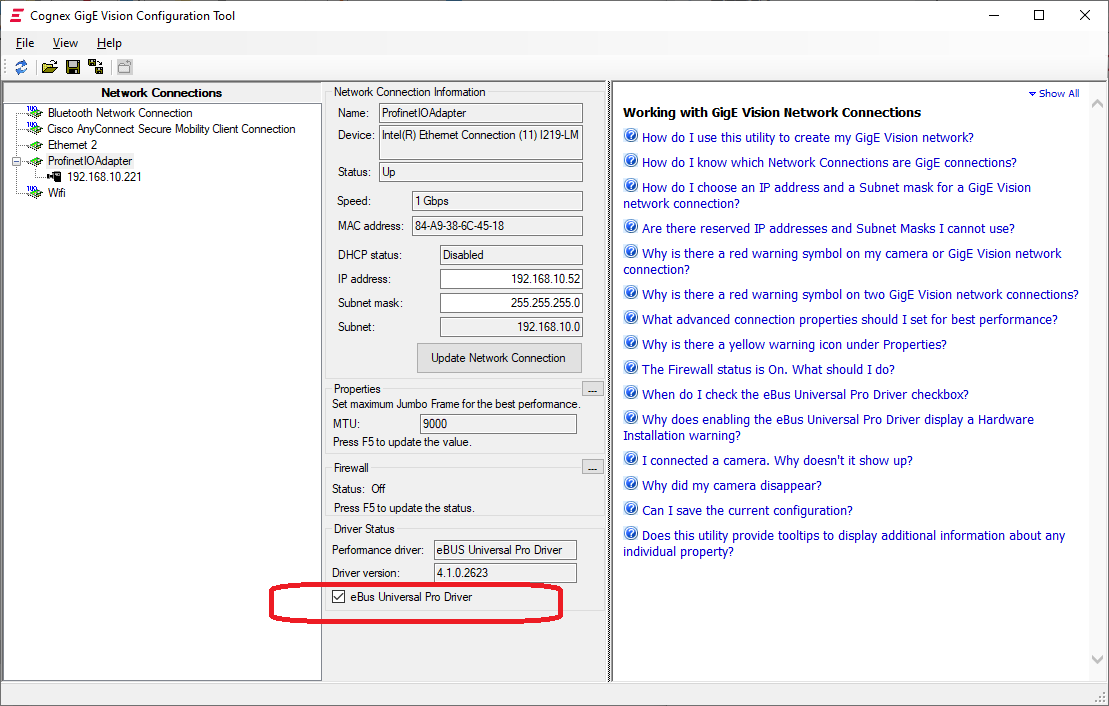 Cognex GigE Vision Configuration Tool
File View Help
Network Connections
Bluetooth Network Connection
Cisco AnyConnect Secure Mobility Client Connection
Ethernet 2
ProfinetIOAdapter
192.168.10.221
Wifi
Network Connection Information
Name: ProfinetIOAdapter
Device: Intel(R) Ethernet Connection (11) I219-LM
Status: Up
Speed: 1 Gbps
MAC address: 84-A9-38-6C-45-18
DHCP status: Disabled
IP address: 192.168.10.52
Subnet mask: 255.255.255.0
Subnet: 192.168.10.0
Update Network Connection
Properties ...
Set maximum Jumbo Frame for the best performance.
MTU: 9000
Press F5 to update the value.
Firewall ...
Status: Off
Press F5 to update the status.
Driver Status
Performance driver: eBUS Universal Pro Driver
Driver version: 4.1.0.2623
eBus Universal Pro Driver
Show All
Working with GigE Vision Network Connections
How do I use this utility to create my GigE Vision network?
How do I know which Network Connections are GigE connections?
How do I choose an IP address and a Subnet mask for a GigE Vision
network connection?
Are there reserved IP addresses and Subnet Masks I cannot use?
Why is there a red warning symbol on my camera or GigE Vision network
connection?
Why is there a red warning symbol on two GigE Vision network connections?
What advanced connection properties should I set for best performance?
Why is there a yellow warning icon under Properties?
The Firewall status is On. What should I do?
When do I check the eBus Universal Pro Driver checkbox?
Why does enabling the eBus Universal Pro Driver display a Hardware
Installation warning?
I connected a camera. Why doesn't it show up?
Why did my camera disappear?
Can I save the current configuration?
Does this utility provide tooltips to display additional information about any
individual property?